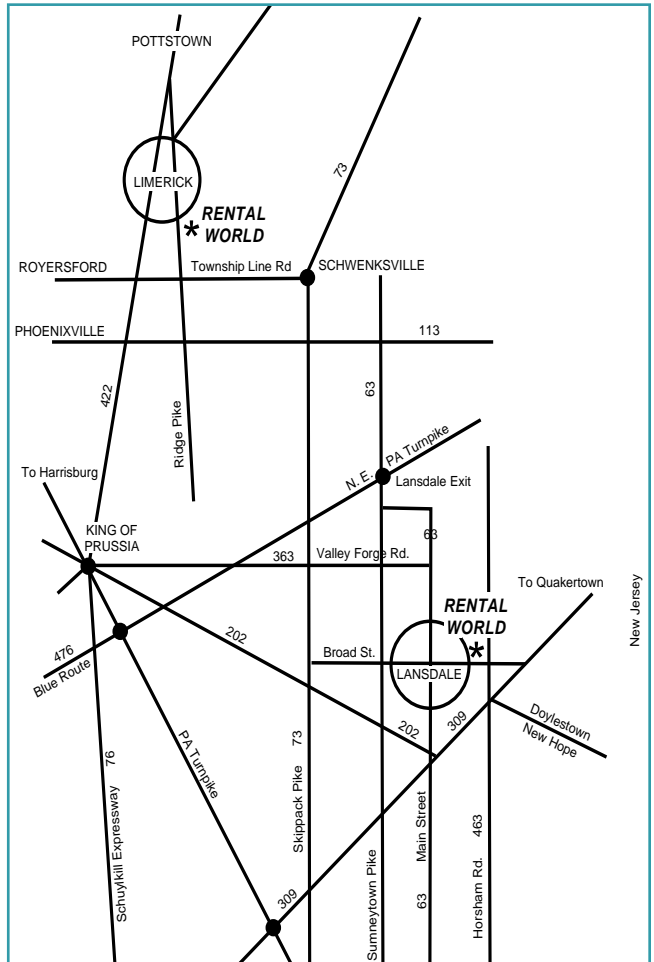 POTTSTOWN
73
LIMERICK
RENTAL
WORLD
*
ROYERSFORD
Township Line Rd
SCHWENKSVILLE
PHOENIXVILLE
113
422
63
Ridge Pike
N. E.
PA Turnpike
To Harrisburg
Lansdale Exit
KING OF
PRUSSIA
63
363
Valley Forge Rd.
To Quakertown
New Jersey
RENTAL
WORLD
*
202
Broad St.
476
Blue Route
LANSDALE
Doylestown
New Hope
309
202
PA Turnpike
73
76
Skippack Pike
Main Street
463
Schuylkill Expressway
Sumneytown Pike
Horsham Rd.
63
309